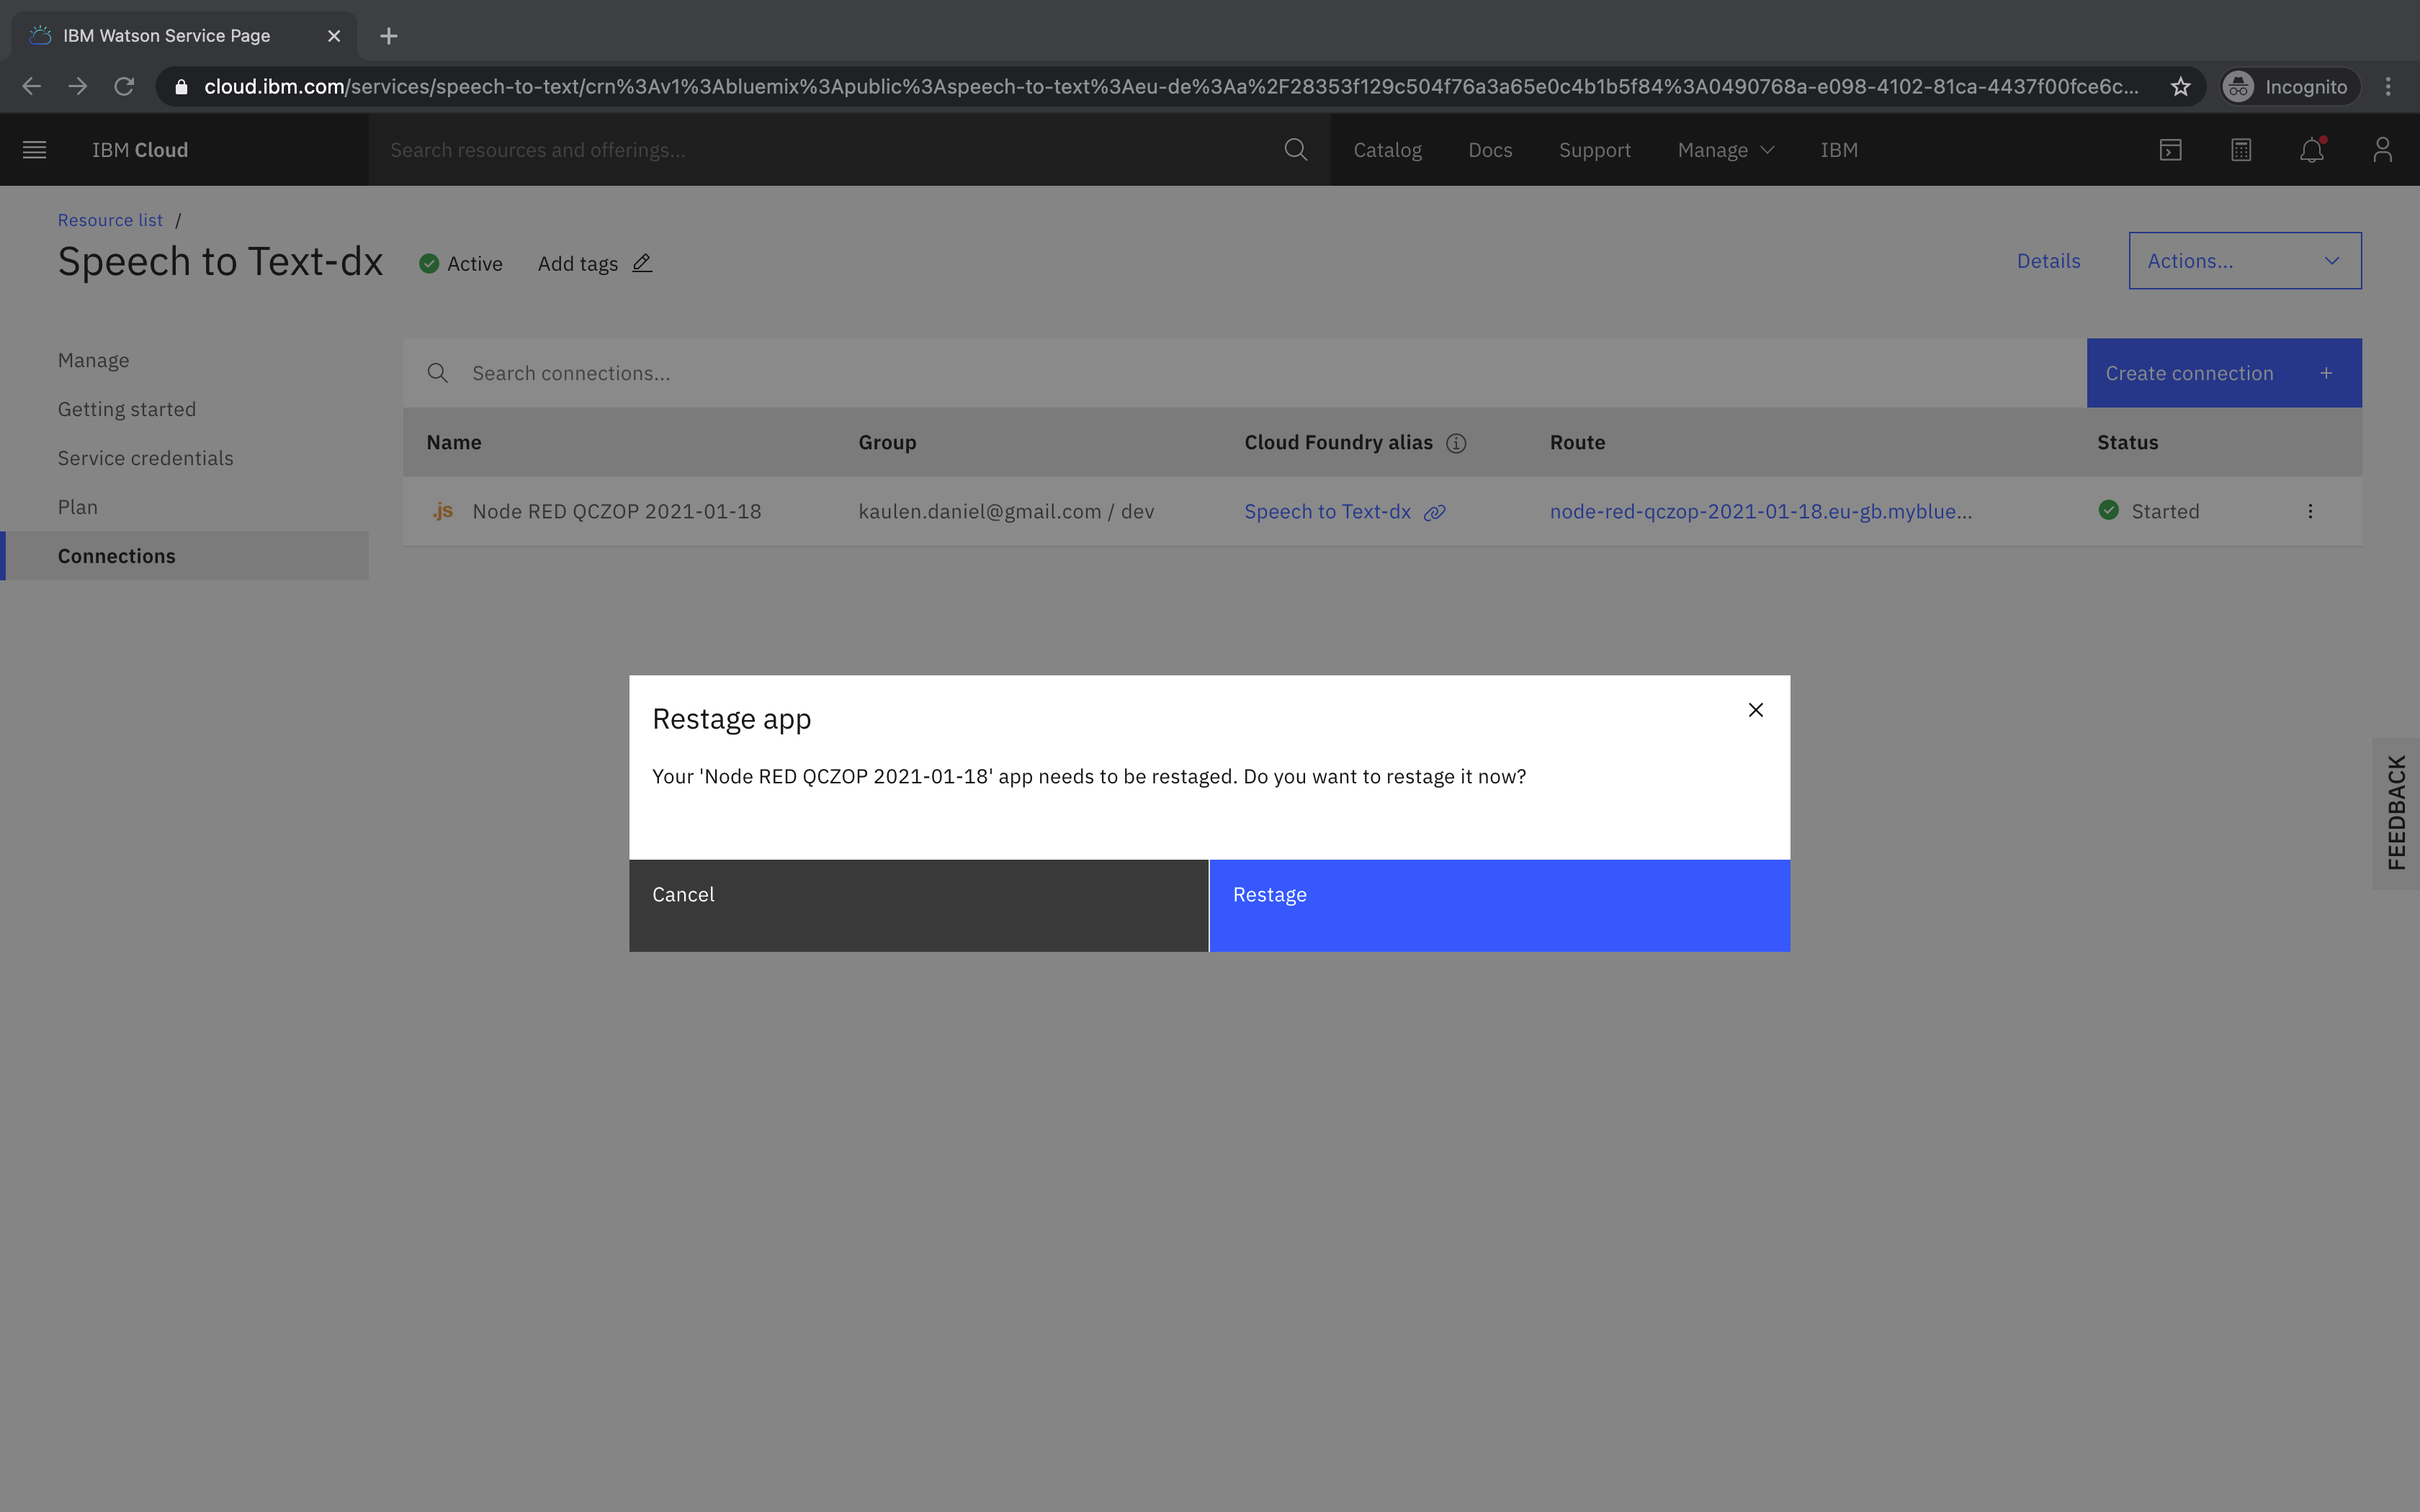 IBM Watson Service Page
cloud.ibm.com/services/speech-to-text/crn%3Av1%3Abluemix%3Apublic%3Aspeech-to-text%3Aeu-de%3Aa%2F28353f129c504f76a3a65e0c4b1b5f84%3A0490768a-e098-4102-81ca-4437f00fce6c...
Incognito
IBM Cloud
Search resources and offerings...
Catalog
Docs
Support
Manage
IBM
Resource list /
Speech to Text-dx
Active
Add tags
Details
Actions...
Manage
Getting started
Service credentials
Plan
Connections
Search connections...
Create connection +
Name
Group
Cloud Foundry alias
Route
Status
.js
Node RED QCZOP 2021-01-18
kaulen.daniel@gmail.com / dev
Speech to Text-dx
node-red-qczop-2021-01-18.eu-gb.myblue...
Started
Restage app
Your 'Node RED QCZOP 2021-01-18' app needs to be restaged. Do you want to restage it now?
Cancel
Restage
FEEDBACK